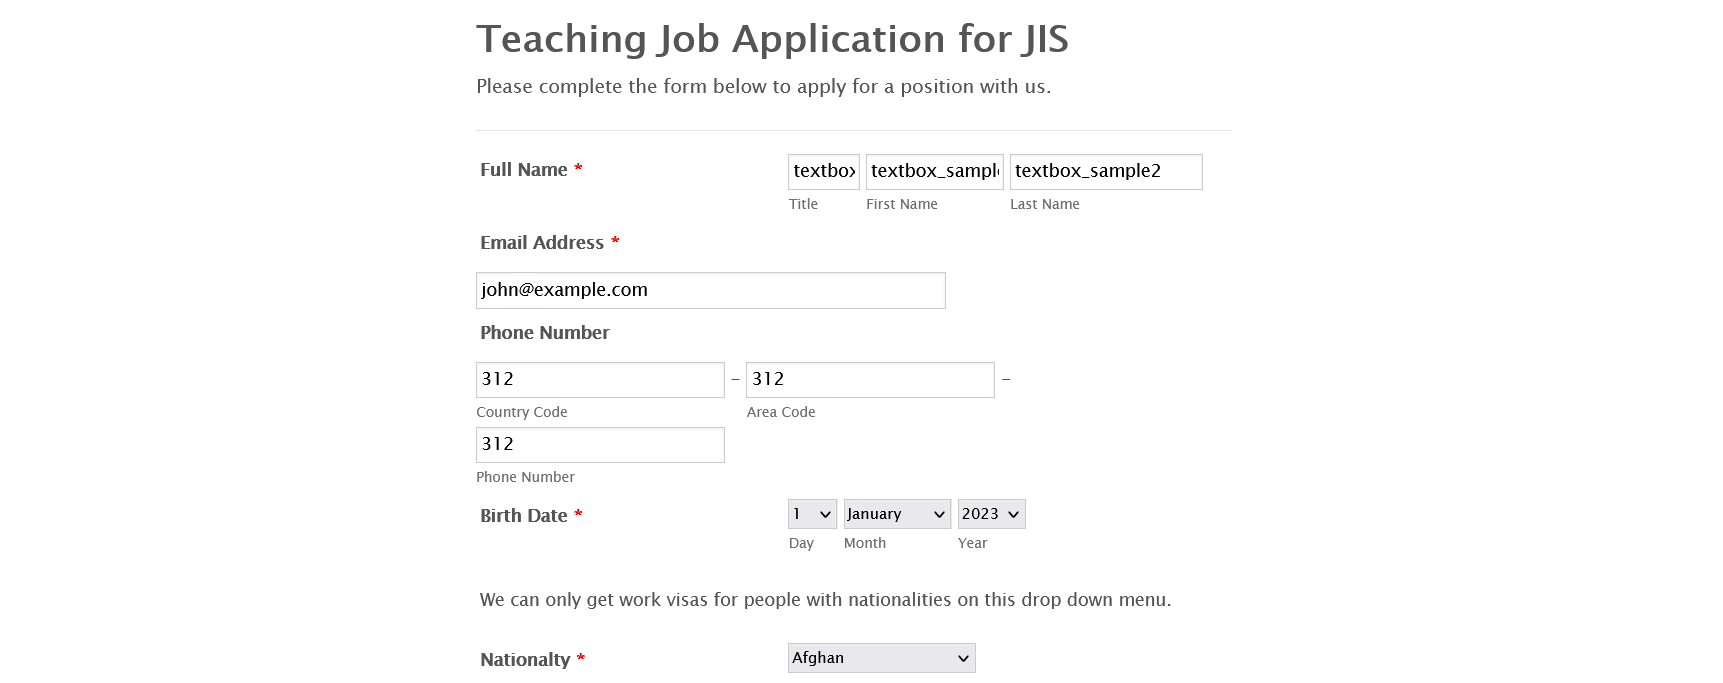 Teaching Job Application for JIS
Please complete the form below to apply for a position with us.
Full Name *
textbox
textbox_sampl
textbox_sample2
Title
First Name
Last Name
Email Address *
john@example.com
Phone Number
312 – 312 –
Country Code
Area Code
312
Phone Number
Birth Date *
1
January
2023
Day
Month
Year
We can only get work visas for people with nationalities on this drop down menu.
Nationalty *
Afghan